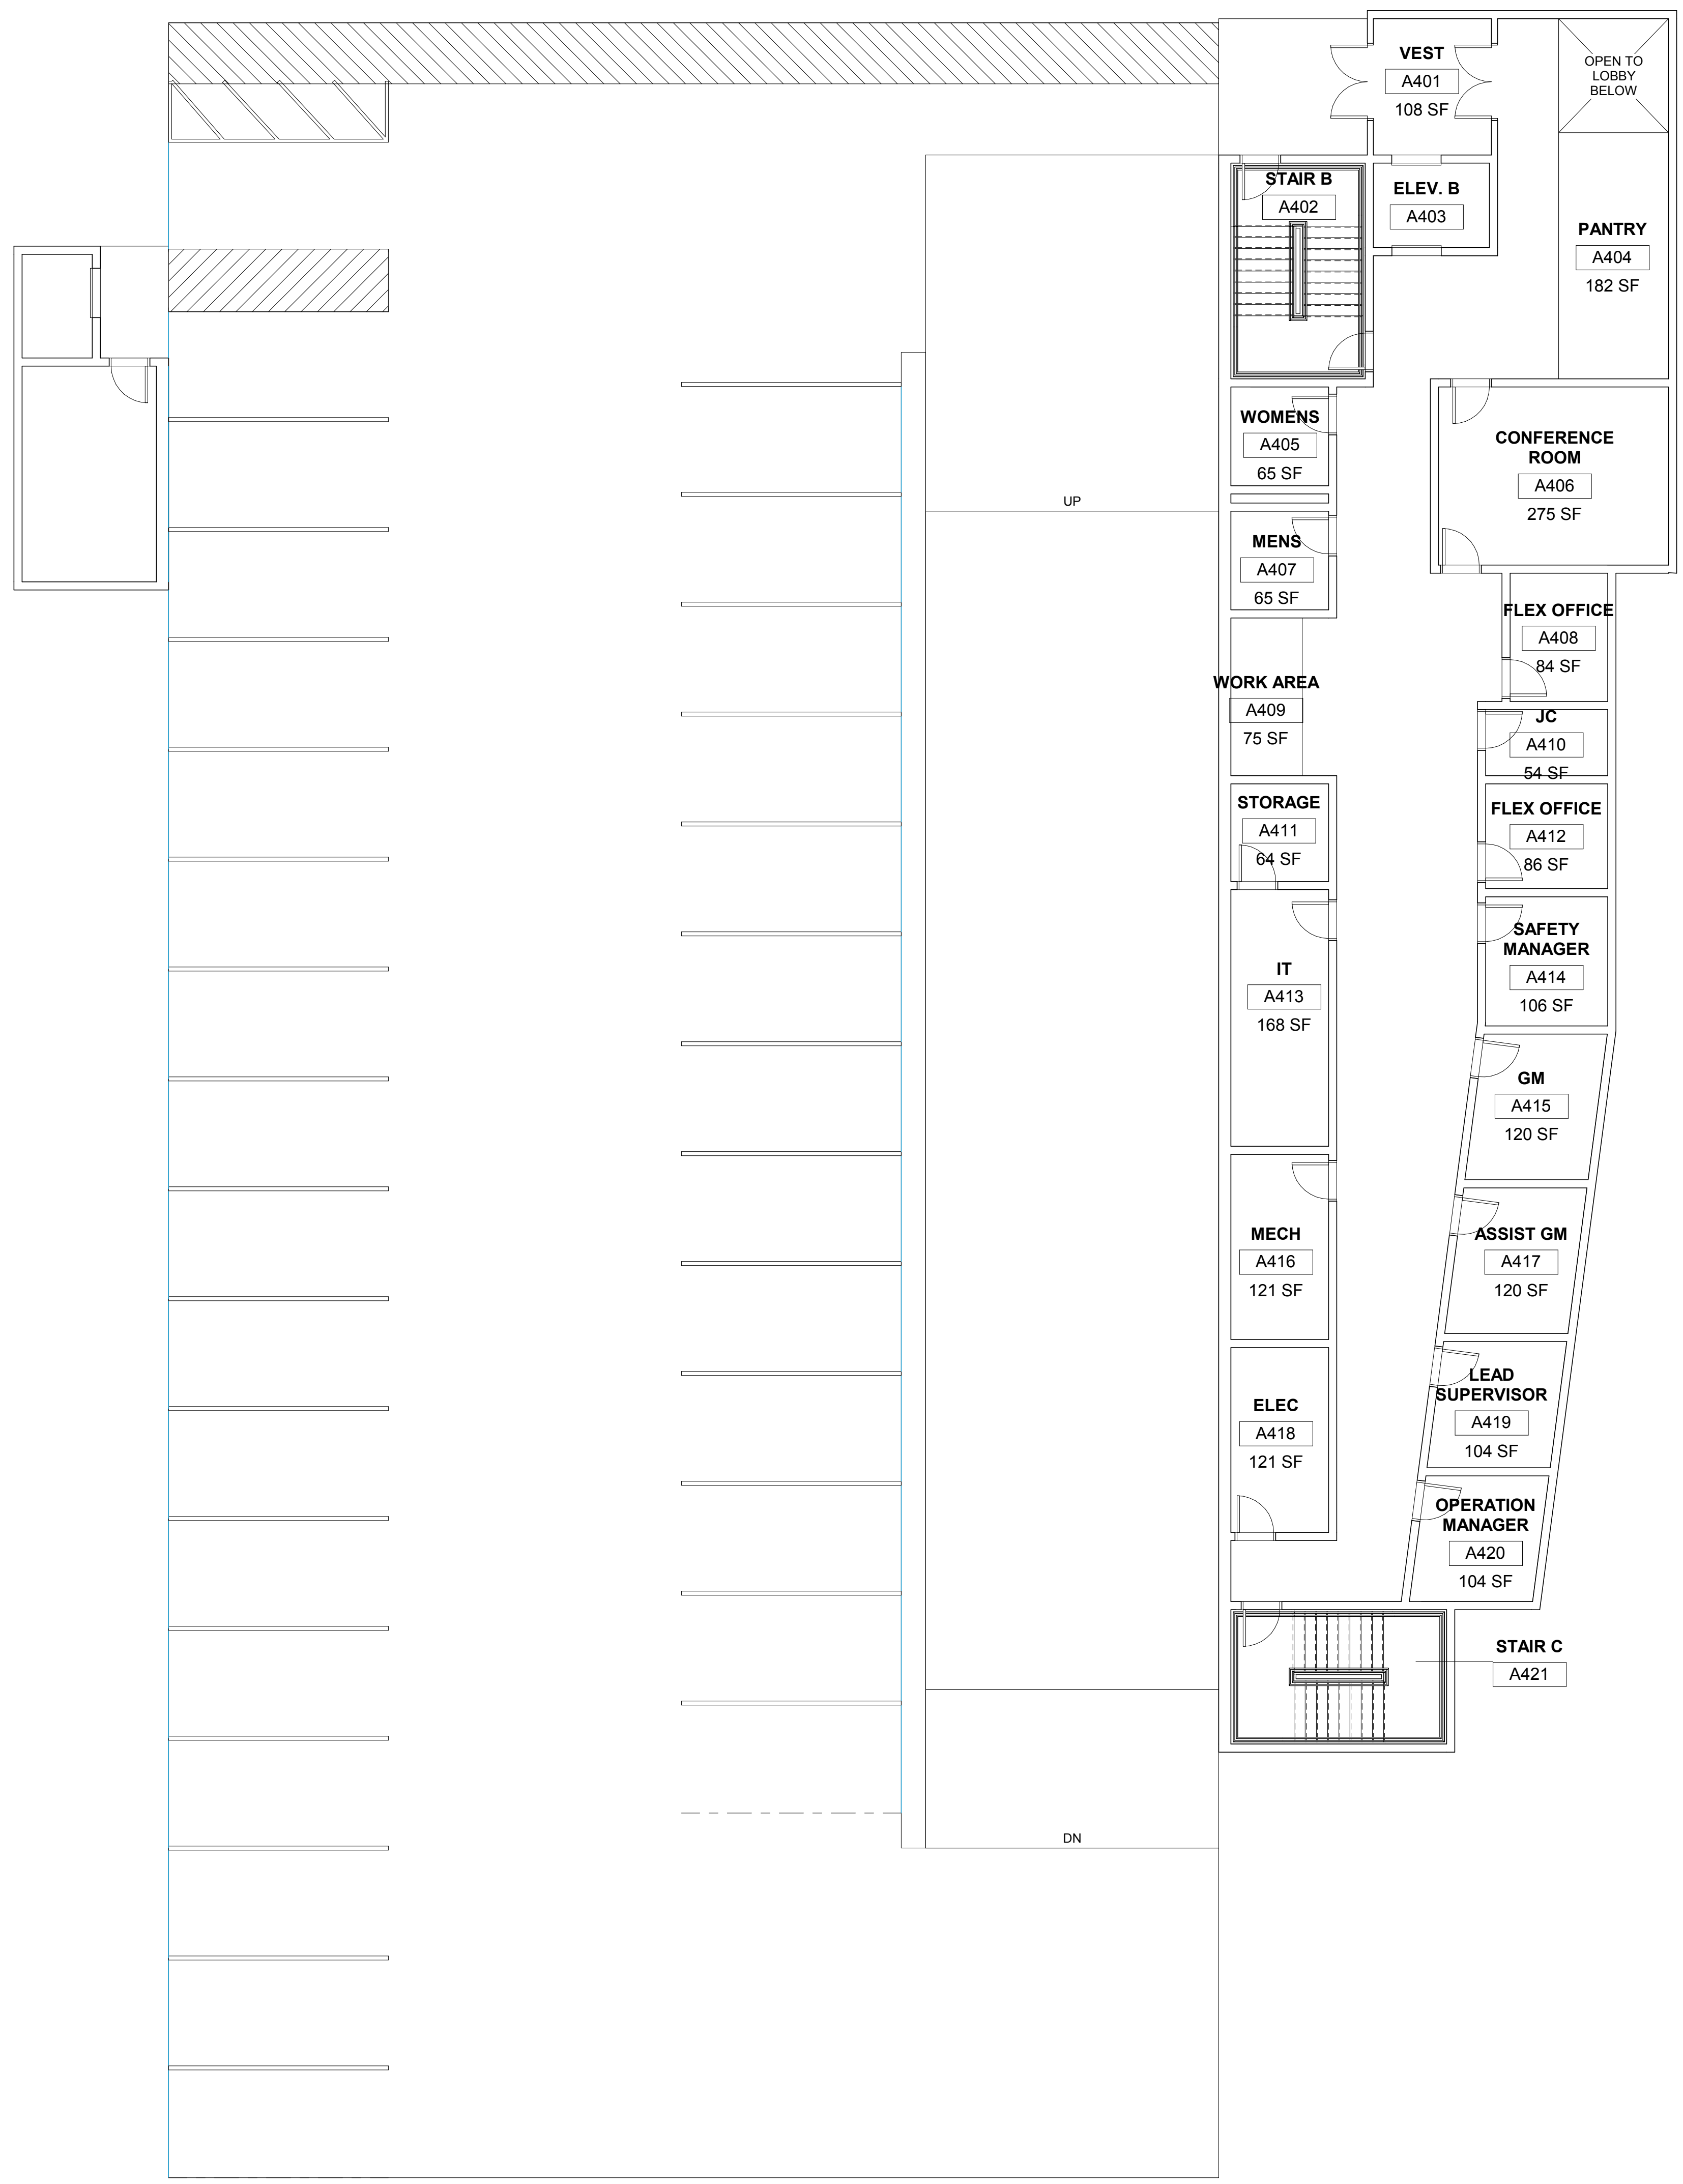 VEST
A401
108 SF
OPEN TO
LOBBY
BELOW
STAIR B
A402
ELEV. B
A403
PANTRY
A404
182 SF
WOMENS
A405
65 SF
CONFERENCE
ROOM
A406
275 SF
UP
MENS
A407
65 SF
FLEX OFFICE
A408
84 SF
WORK AREA
A409
75 SF
JC
A410
54 SF
STORAGE
A411
64 SF
FLEX OFFICE
A412
86 SF
IT
A413
168 SF
SAFETY
MANAGER
A414
106 SF
GM
A415
120 SF
MECH
A416
121 SF
ASSIST GM
A417
120 SF
ELEC
A418
121 SF
LEAD
SUPERVISOR
A419
104 SF
OPERATION
MANAGER
A420
104 SF
STAIR C
A421
DN